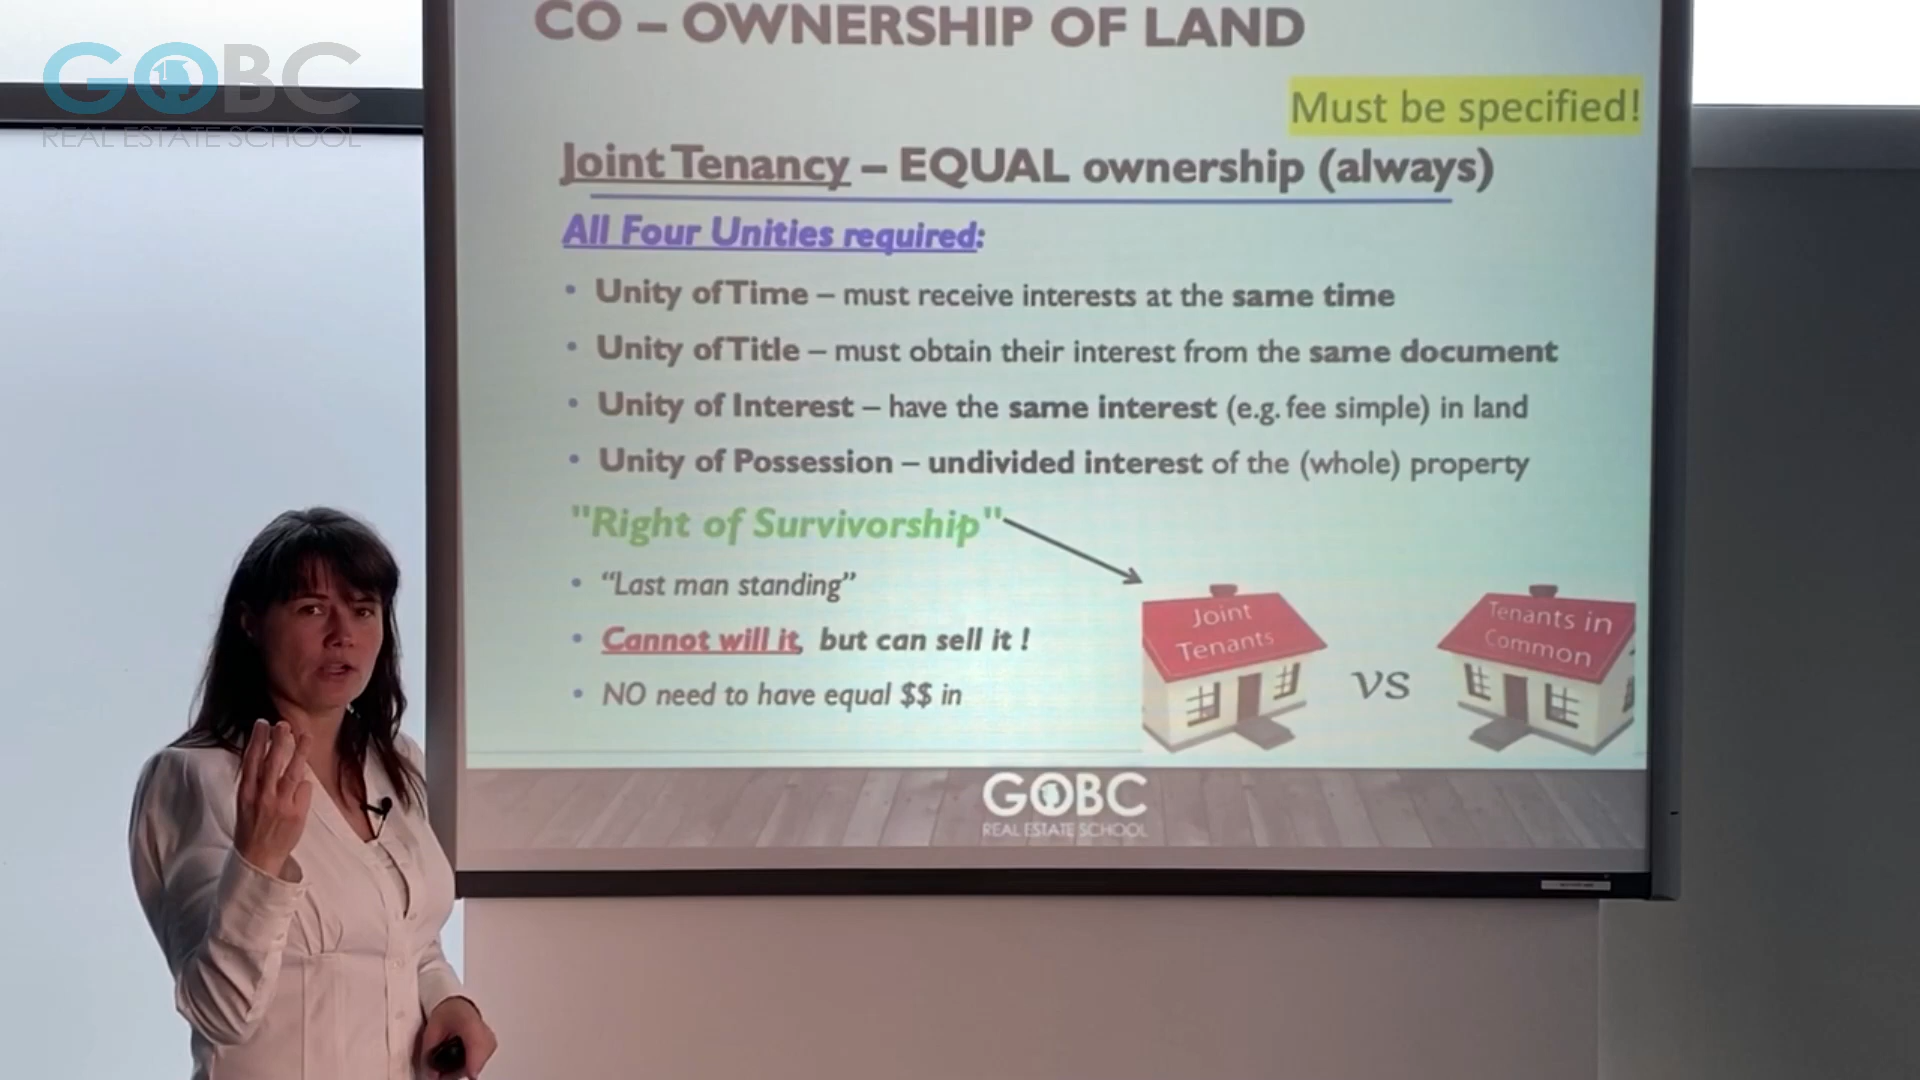 GOBC
REAL ESTATE SCHOOL
CO – OWNERSHIP OF LAND
Must be specified!
Joint Tenancy – EQUAL ownership (always)
All Four Unities required:
• Unity of Time – must receive interests at the same time
• Unity of Title – must obtain their interest from the same document
• Unity of Interest – have the same interest (e.g. fee simple) in land
• Unity of Possession – undivided interest of the (whole) property
"Right of Survivorship"
• “Last man standing”
• Cannot will it, but can sell it !
• NO need to have equal $$ in
Joint
Tenants
vs
Tenants in
Common
GOBC
REAL ESTATE SCHOOL